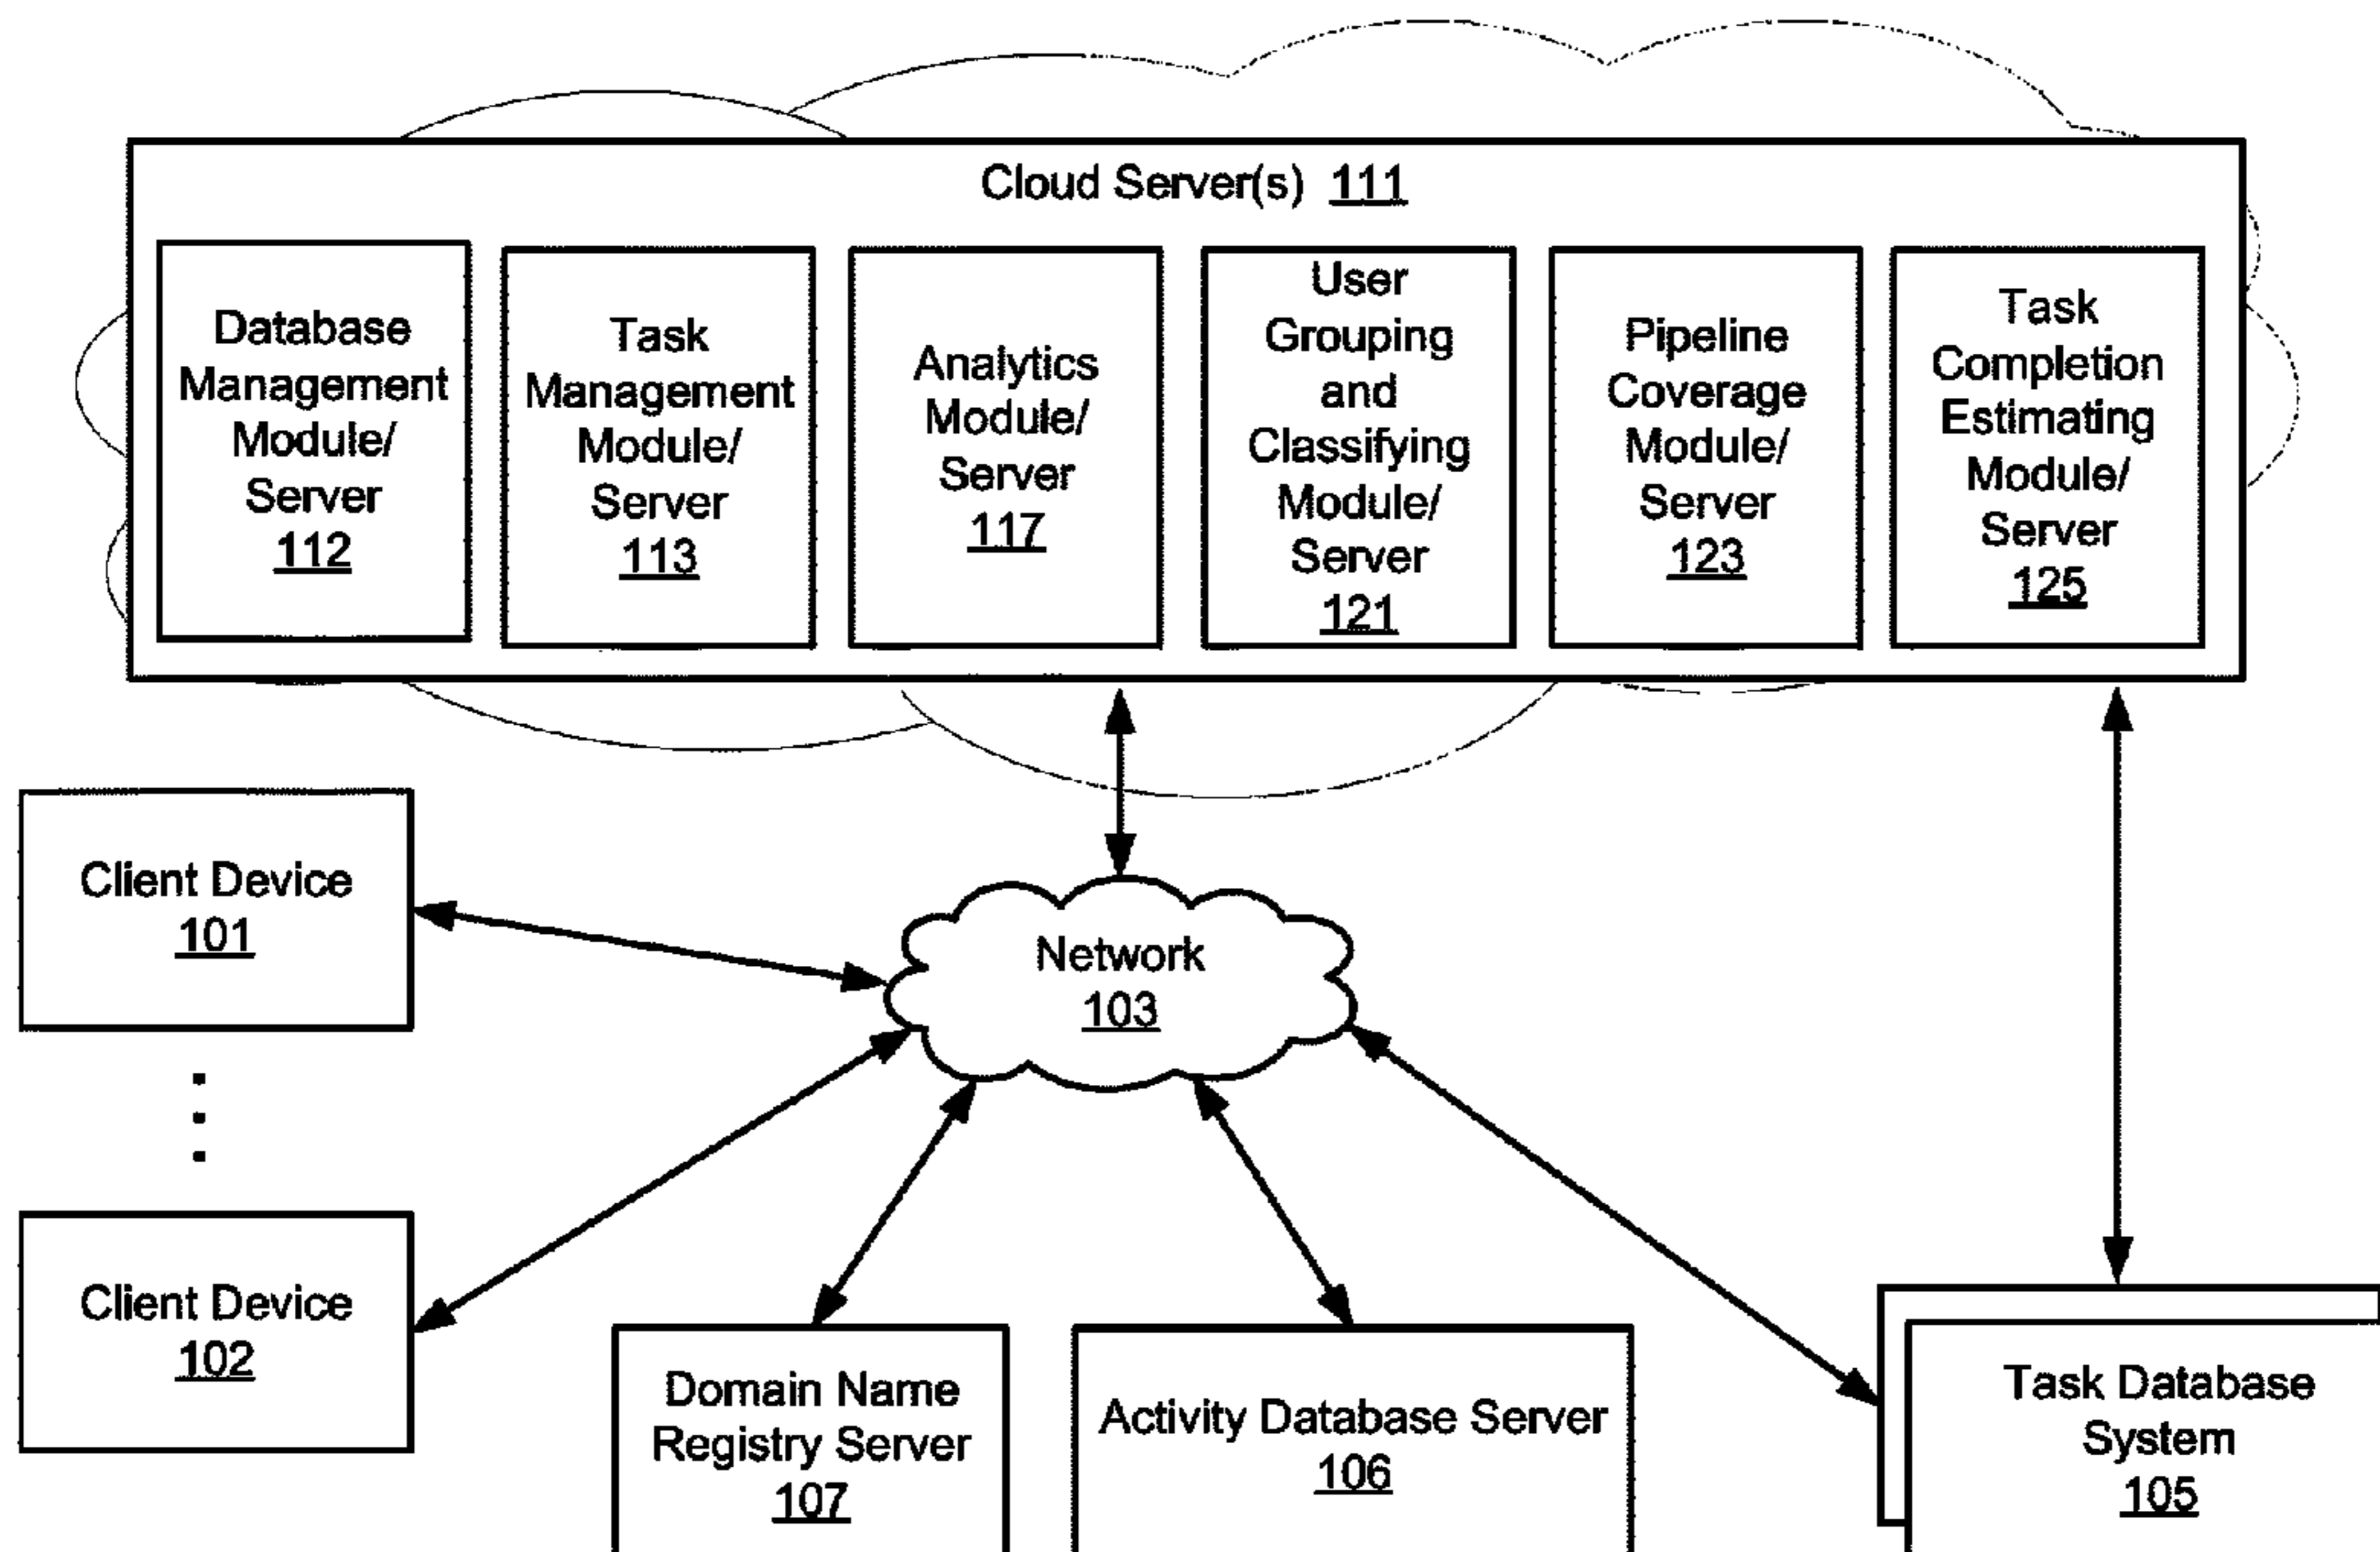 Cloud Server(s) 111
Database
Management
Module/
Server
112
Task
Management
Module/
Server
113
Analytics
Module/
Server
117
User
Grouping
and
Classifying
Module/
Server
121
Pipeline
Coverage
Module/
Server
123
Task
Completion
Estimating
Module/
Server
125
Client Device
101
Network
103
Client Device
102
Domain Name
Registry Server
107
Activity Database Server
106
Task Database
System
105